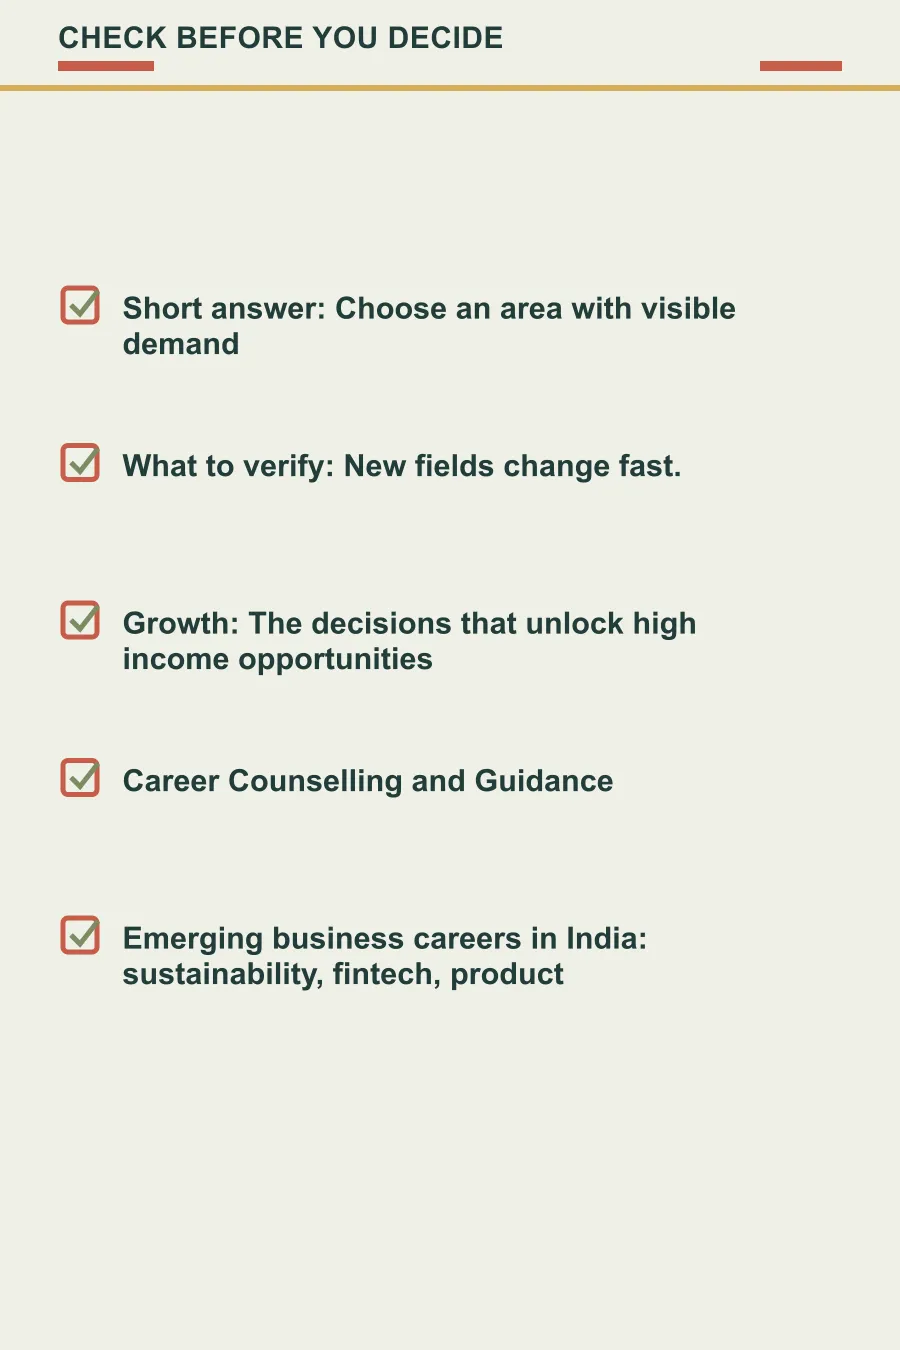 CHECK BEFORE YOU DECIDE
Short answer: Choose an area with visible
demand
What to verify: New fields change fast.
Growth: The decisions that unlock high
income opportunities
Career Counselling and Guidance
Emerging business careers in India:
sustainability, fintech, product